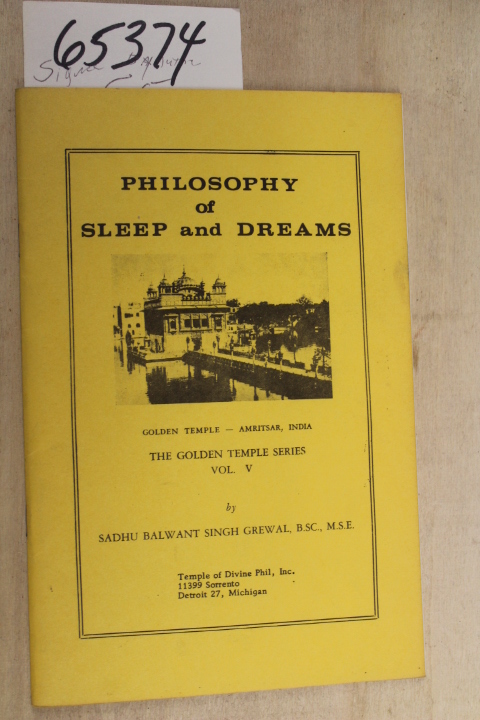 65374
Signed
PHILOSOPHY
of
SLEEP and DREAMS
GOLDEN TEMPLE — AMRITSAR, INDIA
THE GOLDEN TEMPLE SERIES
VOL. V
by
SADHU BALWANT SINGH GREWAL, B.SC., M.S.E.
Temple of Divine Phil, Inc.
11399 Sorrento
Detroit 27, Michigan